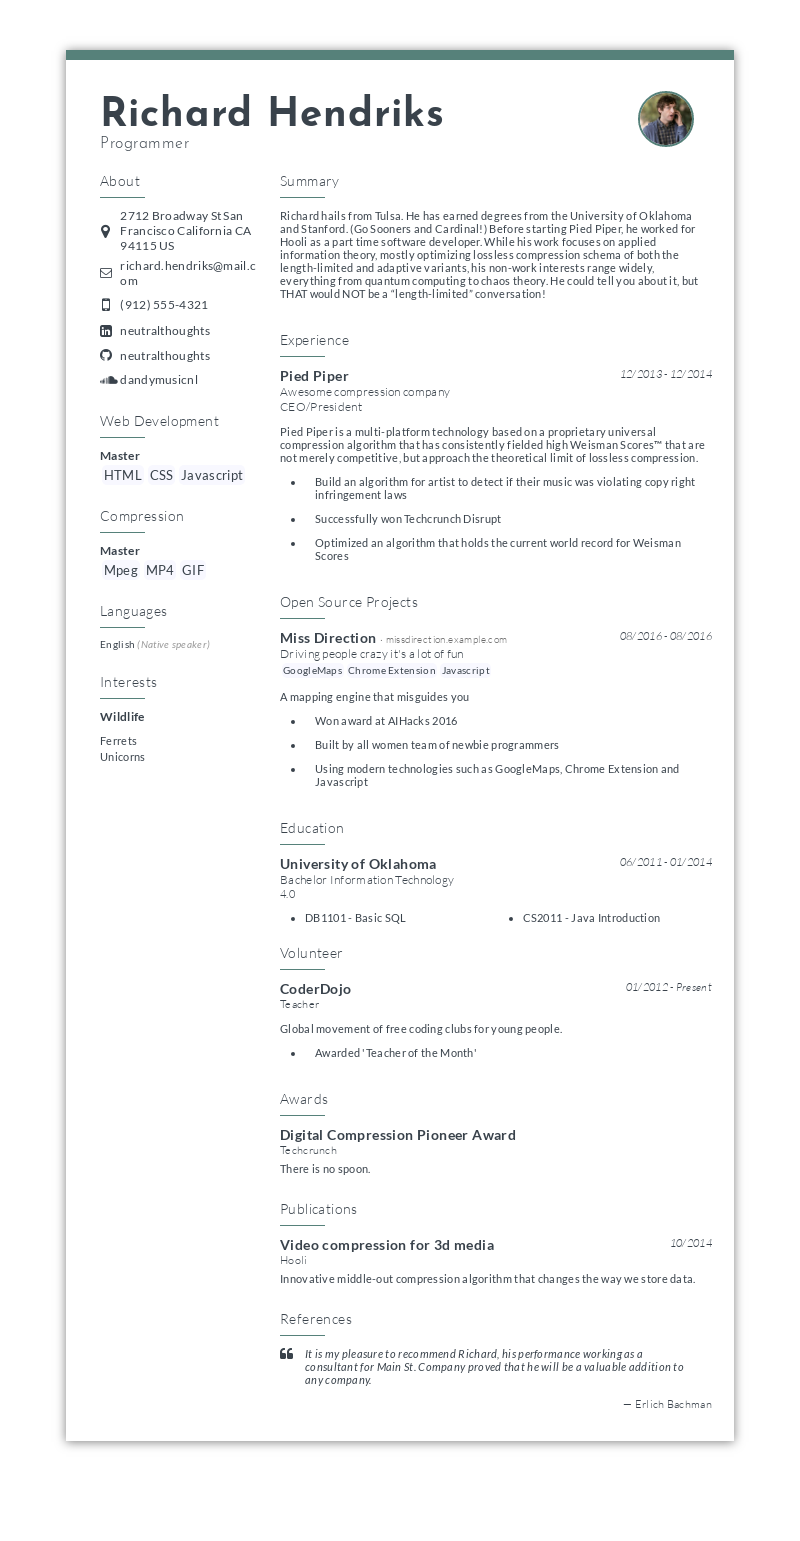 Richard Hendriks
Programmer
About
2712 Broadway St San
Francisco California CA
94115 US
richard.hendriks@mail.c
om
(912) 555-4321
neutralthoughts
neutralthoughts
dandymusicnl
Web Development
Master
HTML CSS Javascript
Compression
Master
Mpeg MP4 GIF
Languages
English (Native speaker)
Interests
Wildlife
Ferrets
Unicorns
Summary
Richard hails from Tulsa. He has earned degrees from the University of Oklahoma
and Stanford. (Go Sooners and Cardinal!) Before starting Pied Piper, he worked for
Hooli as a part time software developer. While his work focuses on applied
information theory, mostly optimizing lossless compression schema of both the
length-limited and adaptive variants, his non-work interests range widely,
everything from quantum computing to chaos theory. He could tell you about it, but
THAT would NOT be a “length-limited” conversation!
Experience
Pied Piper 12/2013 - 12/2014
Awesome compression company
CEO/President
Pied Piper is a multi-platform technology based on a proprietary universal
compression algorithm that has consistently fielded high Weisman Scores™ that are
not merely competitive, but approach the theoretical limit of lossless compression.
• Build an algorithm for artist to detect if their music was violating copy right
infringement laws
• Successfully won Techcrunch Disrupt
• Optimized an algorithm that holds the current world record for Weisman
Scores
Open Source Projects
Miss Direction · missdirection.example.com 08/2016 - 08/2016
Driving people crazy it's a lot of fun
GoogleMaps Chrome Extension Javascript
A mapping engine that misguides you
• Won award at AIHacks 2016
• Built by all women team of newbie programmers
• Using modern technologies such as GoogleMaps, Chrome Extension and
Javascript
Education
University of Oklahoma 06/2011 - 01/2014
Bachelor Information Technology
4.0
• DB1101 - Basic SQL • CS2011 - Java Introduction
Volunteer
CoderDojo 01/2012 - Present
Teacher
Global movement of free coding clubs for young people.
• Awarded 'Teacher of the Month'
Awards
Digital Compression Pioneer Award
Techcrunch
There is no spoon.
Publications
Video compression for 3d media 10/2014
Hooli
Innovative middle-out compression algorithm that changes the way we store data.
References
It is my pleasure to recommend Richard, his performance working as a
consultant for Main St. Company proved that he will be a valuable addition to
any company.
— Erlich Bachman